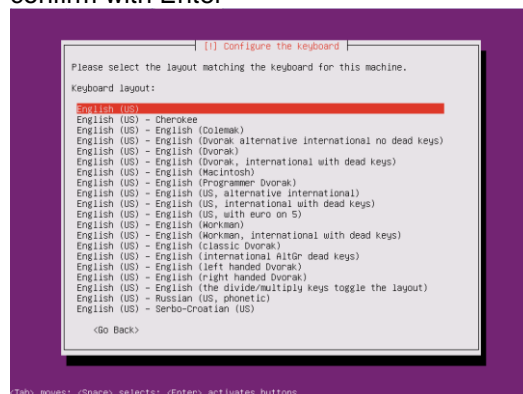 confirm with Enter
[!] Configure the keyboard
Please select the layout matching the keyboard for this machine.
Keyboard layout:
English (US)
English (US) - Cherokee
English (US) - English (Colemak)
English (US) - English (Dvorak alternative international no dead keys)
English (US) - English (Dvorak)
English (US) - English (Dvorak, international with dead keys)
English (US) - English (Macintosh)
English (US) - English (Programmer Dvorak)
English (US) - English (US, alternative international)
English (US) - English (US, international with dead keys)
English (US) - English (US, with euro on 5)
English (US) - English (Workman)
English (US) - English (Workman, international with dead keys)
English (US) - English (classic Dvorak)
English (US) - English (international AltGr dead keys)
English (US) - English (left handed Dvorak)
English (US) - English (right handed Dvorak)
English (US) - English (the divide/multiply keys toggle the layout)
English (US) - Russian (US, phonetic)
English (US) - Serbo-Croatian (US)
<Go Back>
<Tab> moves; <Space> selects; <Enter> activates buttons